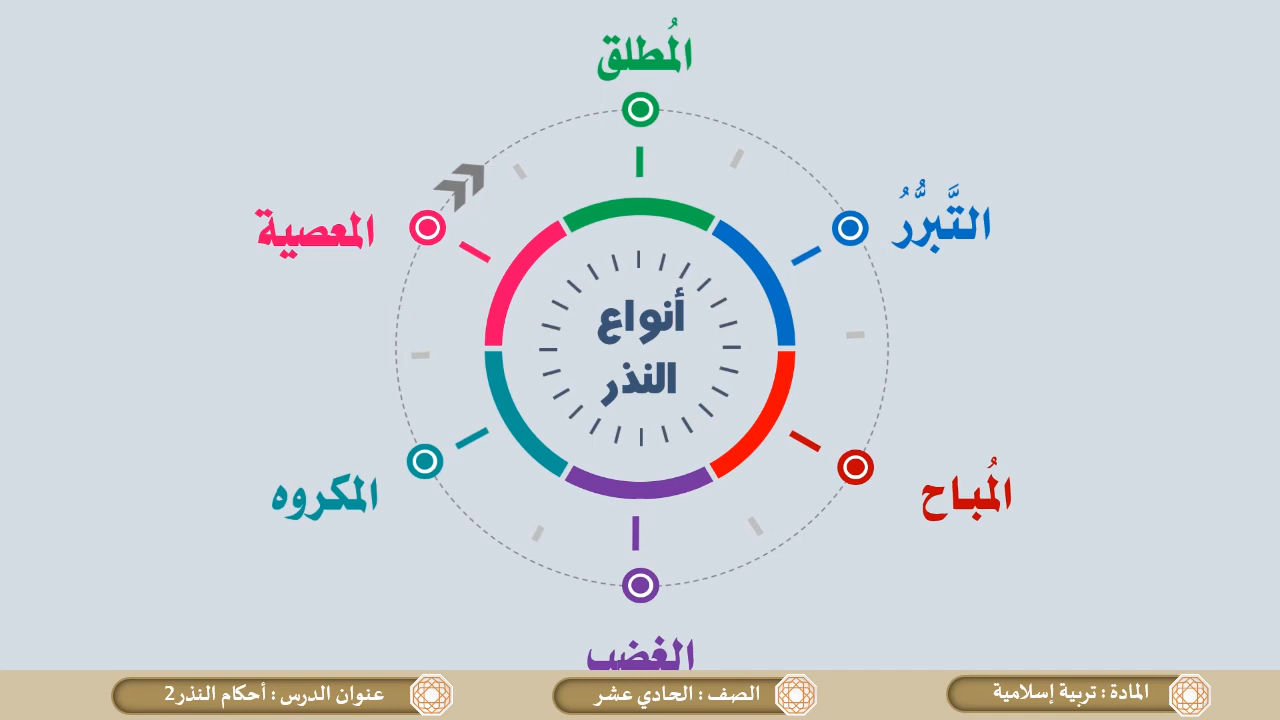 المُطلق
التَّبرُّرُ
المعصية
أنواع
النذر
المُباح
المكروه
الغضب
المادة : تربية إسلامية
الصف : الحادي عشر
عنوان الدرس : أحكام النذر2